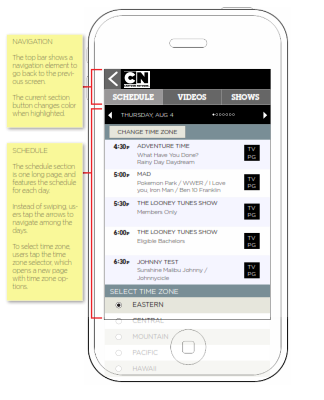 NAVIGATION
The top bar shows a
navigation element to
go back to the previ-
ous screen.
The current section
button changes color
when highlighted.
SCHEDULE
The schedule section
is one long page, and
features the schedule
for each day.
Instead of swiping, us-
ers tap the arrows to
navigate among the
days.
To select time zone,
users tap the time
zone selector, which
opens a new page
with time zone op-
tions.
CN
SCHEDULE VIDEOS SHOWS
THURSDAY, AUG 4
CHANGE TIME ZONE
4:30P ADVENTURE TIME
What Have You Done?
Rainy Day Daydream
TV
PG
5:00P MAD
Pokemon Park / WWER / I Love
you, Iron Man / Ben 10 Franklin
TV
PG
5:30P THE LOONEY TUNES SHOW
Members Only
TV
PG
6:00P THE LOONEY TUNES SHOW
Eligible Bachelors
TV
PG
6:30P JOHNNY TEST
Sunshine Malibu Johnny /
Johnnyoole
TV
PG
SELECT TIME ZONE
EASTERN
CENTRAL
MOUNTAIN
PACIFIC
HAWAII